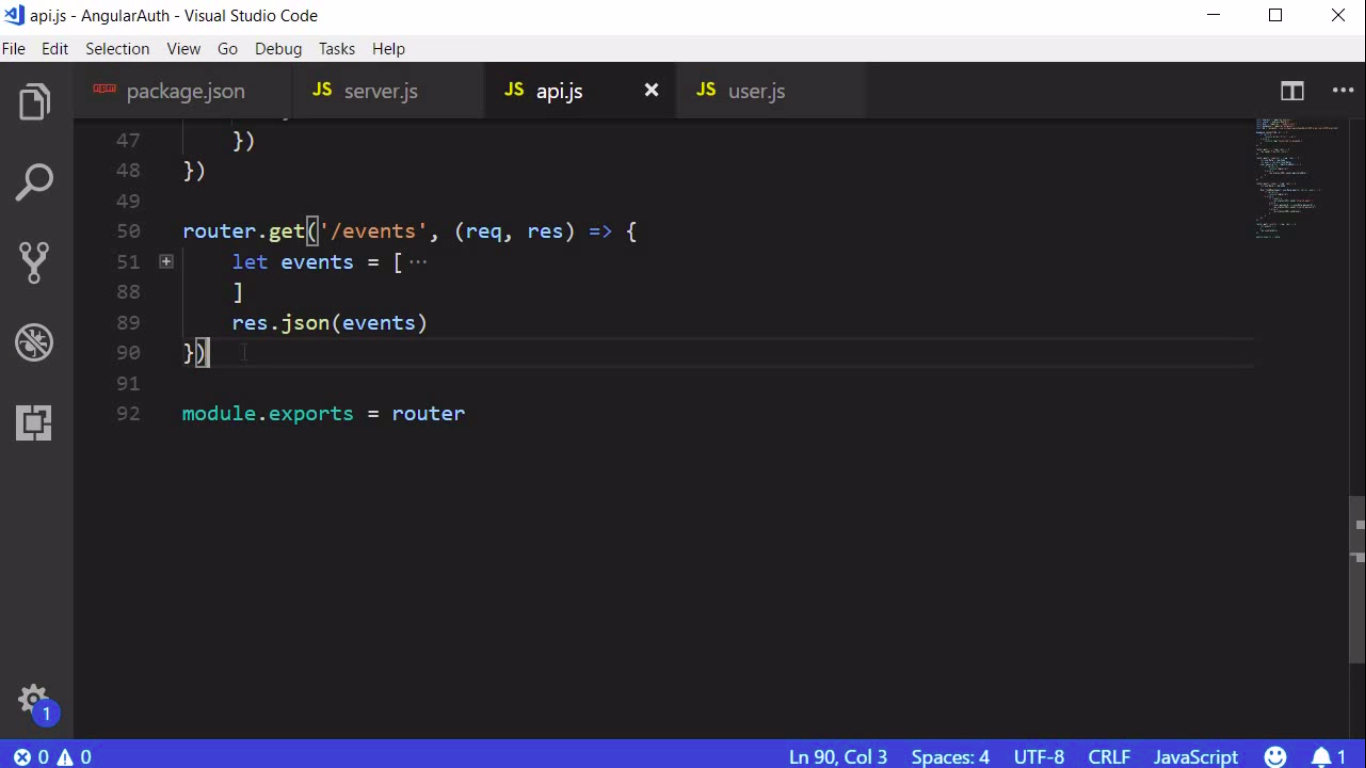 api.js - AngularAuth - Visual Studio Code
File Edit Selection View Go Debug Tasks Help
npm package.json JS server.js JS api.js JS user.js
47 })
48 })
49
50 router.get('/events', (req, res) => {
51 let events = [ ···
88 ]
89 res.json(events)
90 })
91
92 module.exports = router
1
0 0 Ln 90, Col 3 Spaces: 4 UTF-8 CRLF JavaScript 1